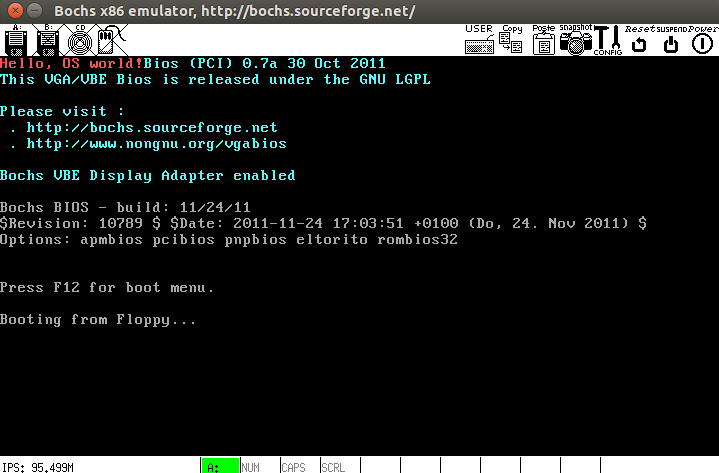 Bochs x86 emulator, http://bochs.sourceforge.net/
A: B: CD USER Copy Paste snapshot CONFIG Reset SUSPEND Power
Hello, OS world!Bios (PCI) 0.7a 30 Oct 2011
This VGA/VBE Bios is released under the GNU LGPL
Please visit :
. http://bochs.sourceforge.net
. http://www.nongnu.org/vgabios
Bochs VBE Display Adapter enabled
Bochs BIOS - build: 11/24/11
$Revision: 10789 $ $Date: 2011-11-24 17:03:51 +0100 (Do, 24. Nov 2011) $
Options: apmbios pcibios pnpbios eltorito rombios32
Press F12 for boot menu.
Booting from Floppy...
IPS: 95.499M A: NUM CAPS SCRL